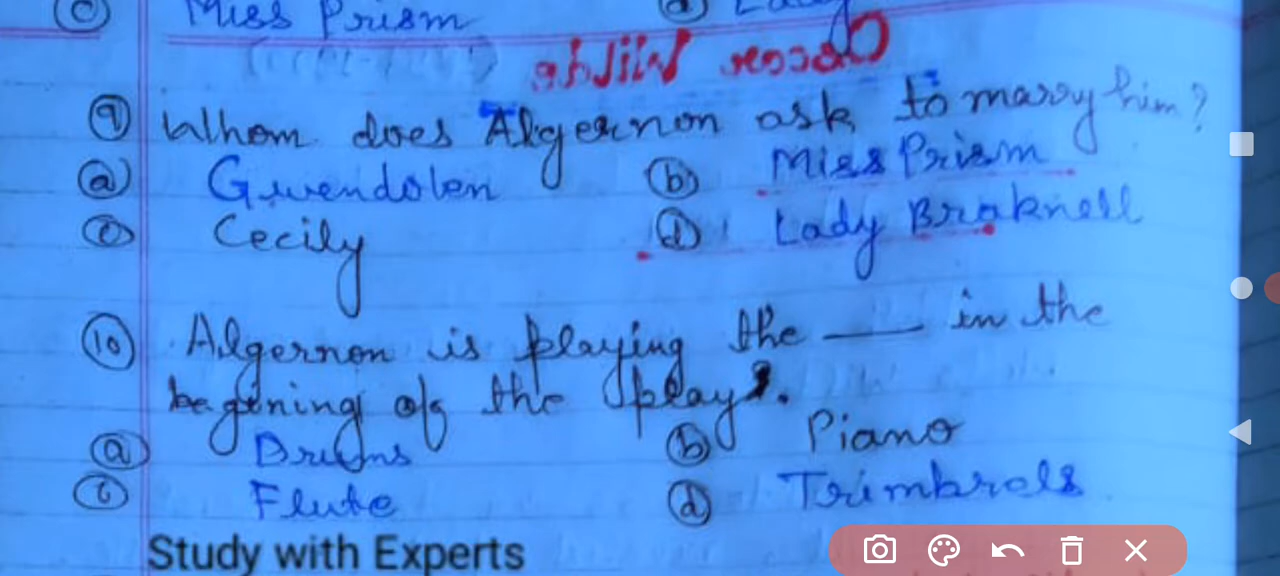 (c) Miss Prism (d) Lady
Oscar Wilde
(9) Whom does Algernon ask to marry him?
(a) Gwendolen (b) Miss Prism
(c) Cecily (d) Lady Braknell
(10) Algernon is playing the — in the
begining of the play.
(a) Drums (b) Piano
(c) Flute (d) Trimbrels
Study with Experts